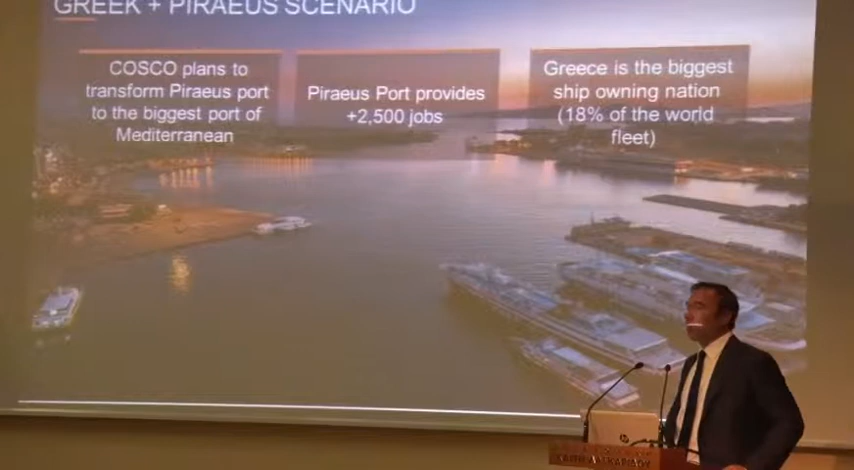 GREEK + PIRAEUS SCENARIO
COSCO plans to
transform Piraeus port
to the biggest port of
Mediterranean
Piraeus Port provides
+2,500 jobs
Greece is the biggest
ship owning nation
(18% of the world
fleet)
hp